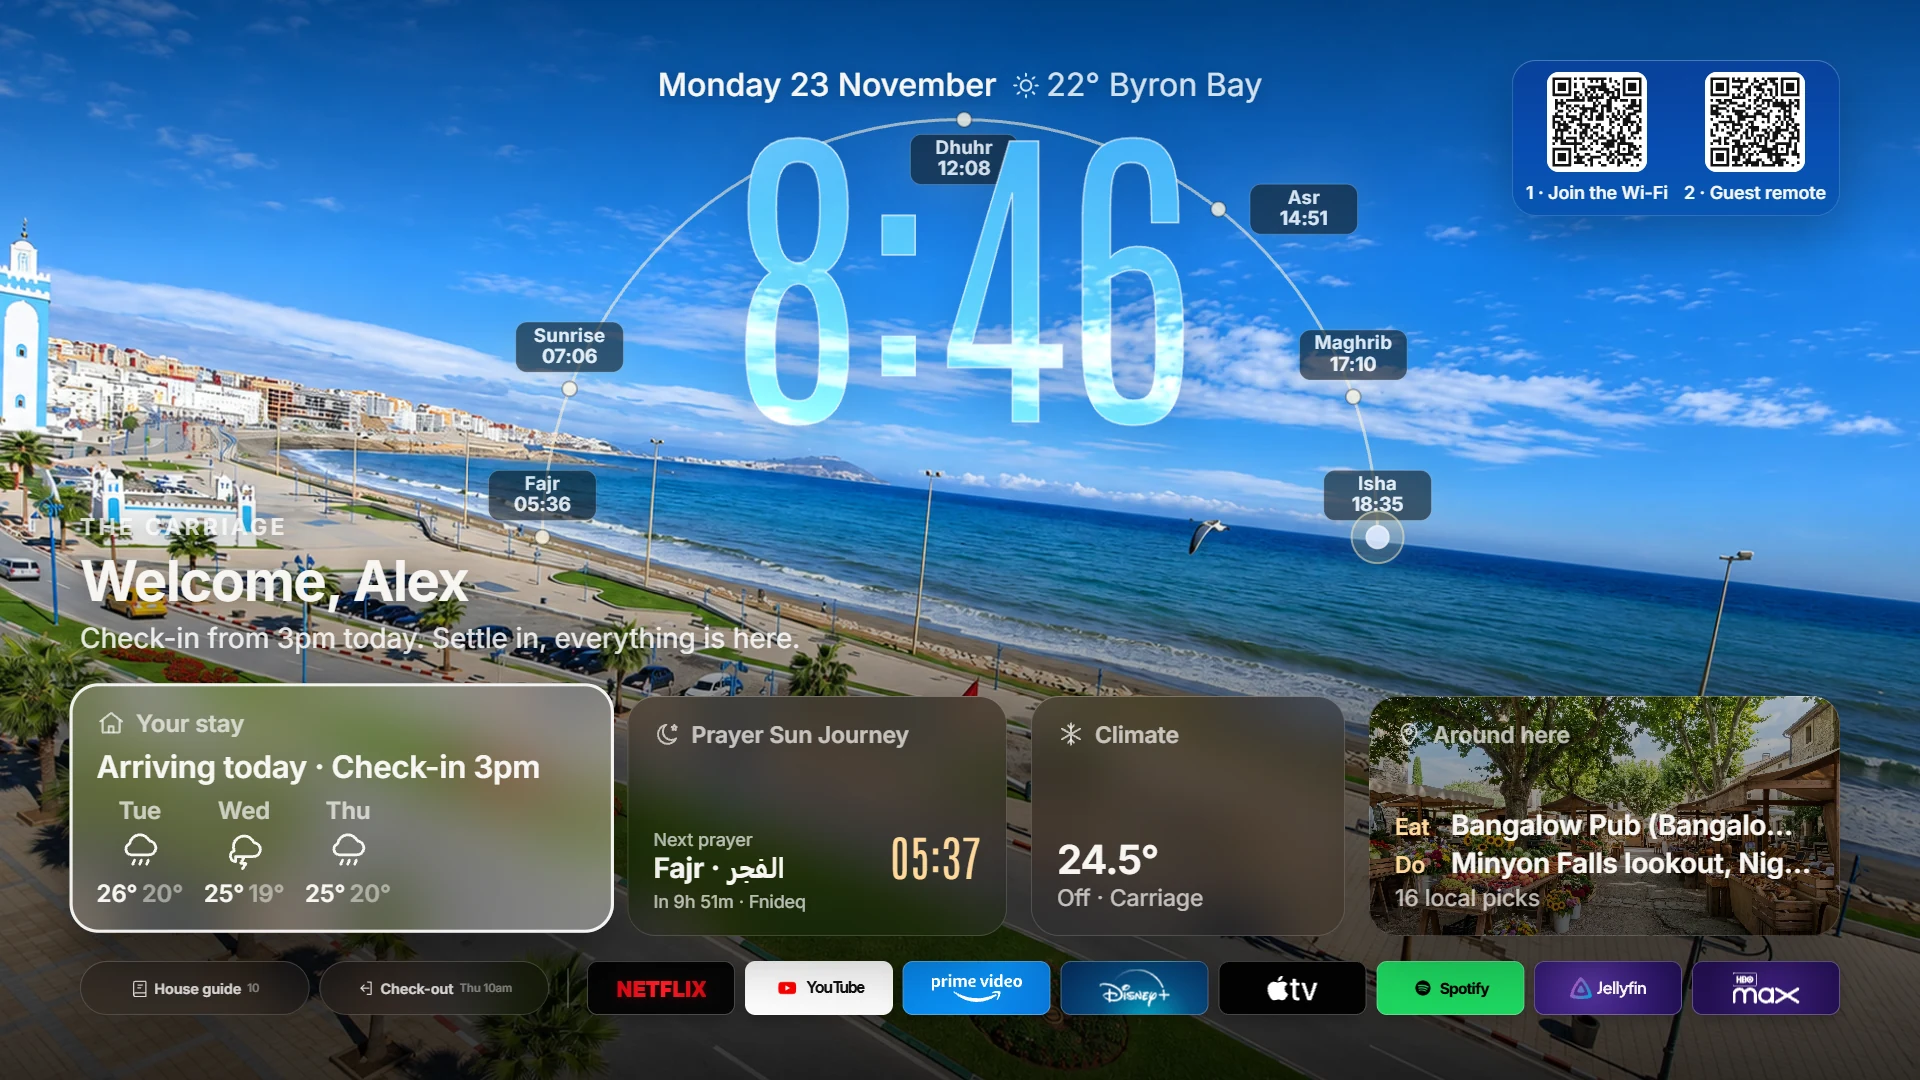 Monday 23 November 22° Byron Bay
8:46
Dhuhr
12:08
Asr
14:51
Sunrise
07:06
Maghrib
17:10
Fajr
05:36
Isha
18:35
1 · Join the Wi-Fi
2 · Guest remote
THE CARRIAGE
Welcome, Alex
Check-in from 3pm today. Settle in, everything is here.
Your stay
Arriving today · Check-in 3pm
Tue Wed Thu
26° 20° 25° 19° 25° 20°
Prayer Sun Journey
Next prayer
Fajr · الفجر
05:37
In 9h 51m · Fnideq
Climate
24.5°
Off · Carriage
Around here
Eat Bangalow Pub (Bangalo...
Do Minyon Falls lookout, Nig...
16 local picks
House guide 10
Check-out Thu 10am
NETFLIX
YouTube
prime video
Disney+
tv
Spotify
Jellyfin
HBO
max